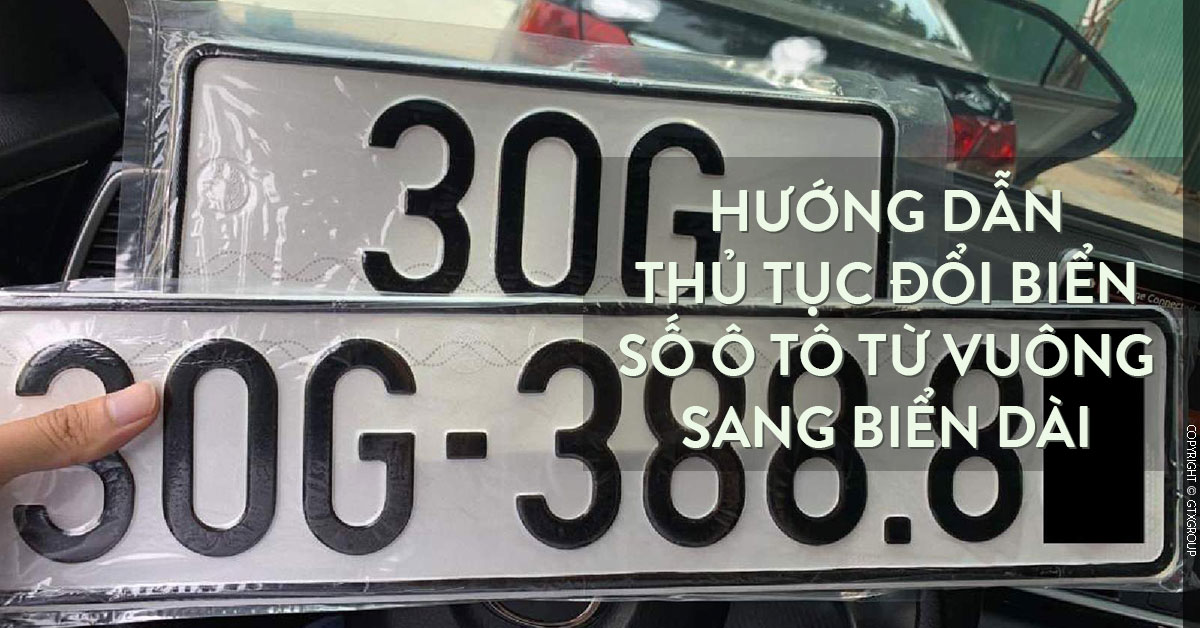 30G
30G-388.8
HƯỚNG DẪN
THỦ TỤC ĐỔI BIỂN
SỐ Ô TÔ TỪ VUÔNG
SANG BIỂN DÀI
COPYRIGHT © GTXGROUP